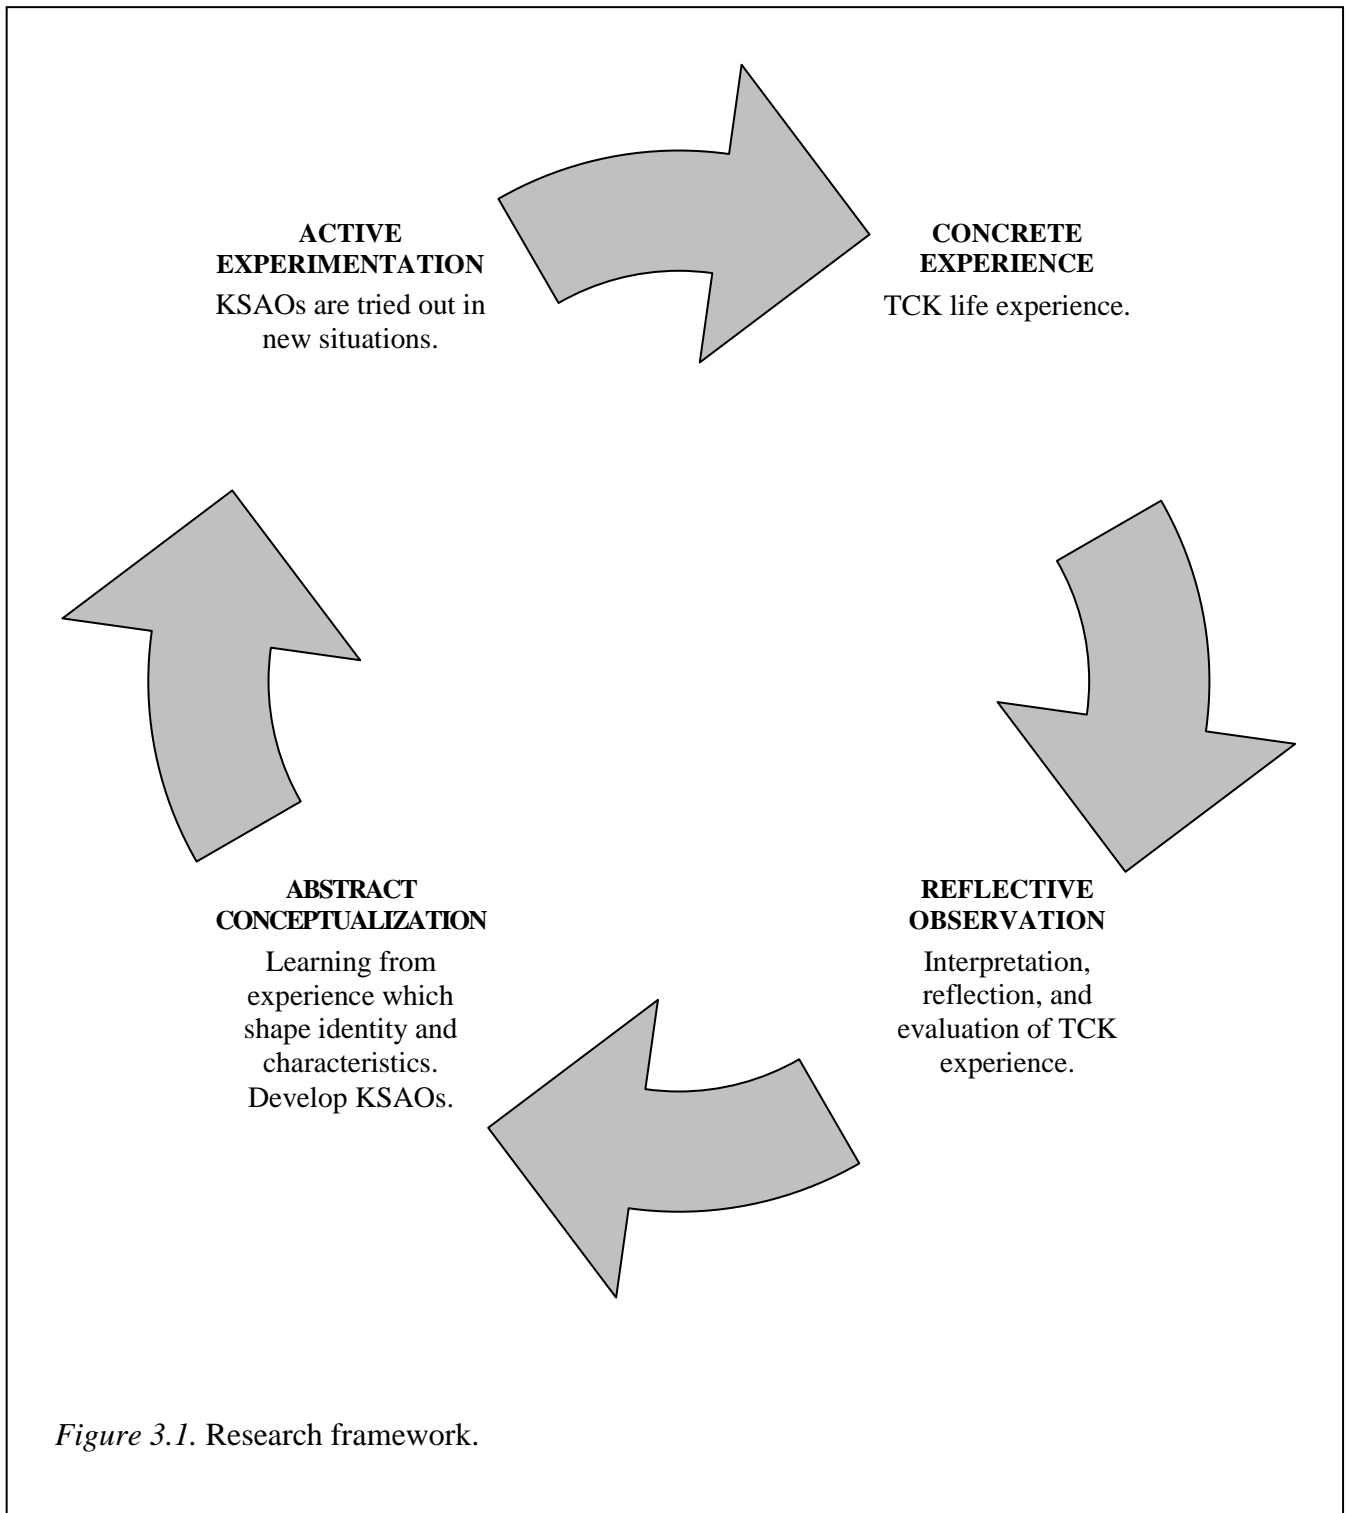 ACTIVE
EXPERIMENTATION
KSAOs are tried out in
new situations.
CONCRETE
EXPERIENCE
TCK life experience.
ABSTRACT
CONCEPTUALIZATION
Learning from
experience which
shape identity and
characteristics.
Develop KSAOs.
REFLECTIVE
OBSERVATION
Interpretation,
reflection, and
evaluation of TCK
experience.
Figure 3.1. Research framework.